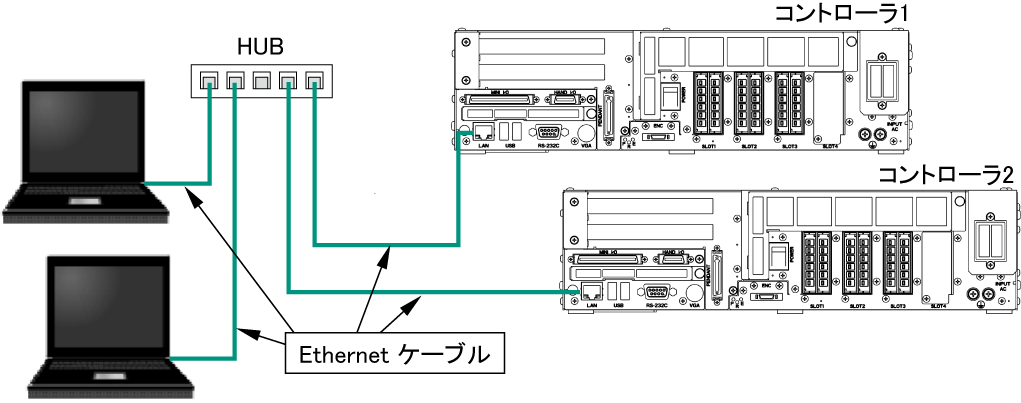 コントローラ1
HUB
MINI I/O
HAND I/O
PENDANT
POWER
ENC
INPUT
AC
LAN
USB
RS-232C
VGA
SLOT1
SLOT2
SLOT3
SLOT4
コントローラ2
MINI I/O
HAND I/O
PENDANT
POWER
ENC
INPUT
AC
LAN
USB
RS-232C
VGA
SLOT1
SLOT2
SLOT3
SLOT4
Ethernet ケーブル